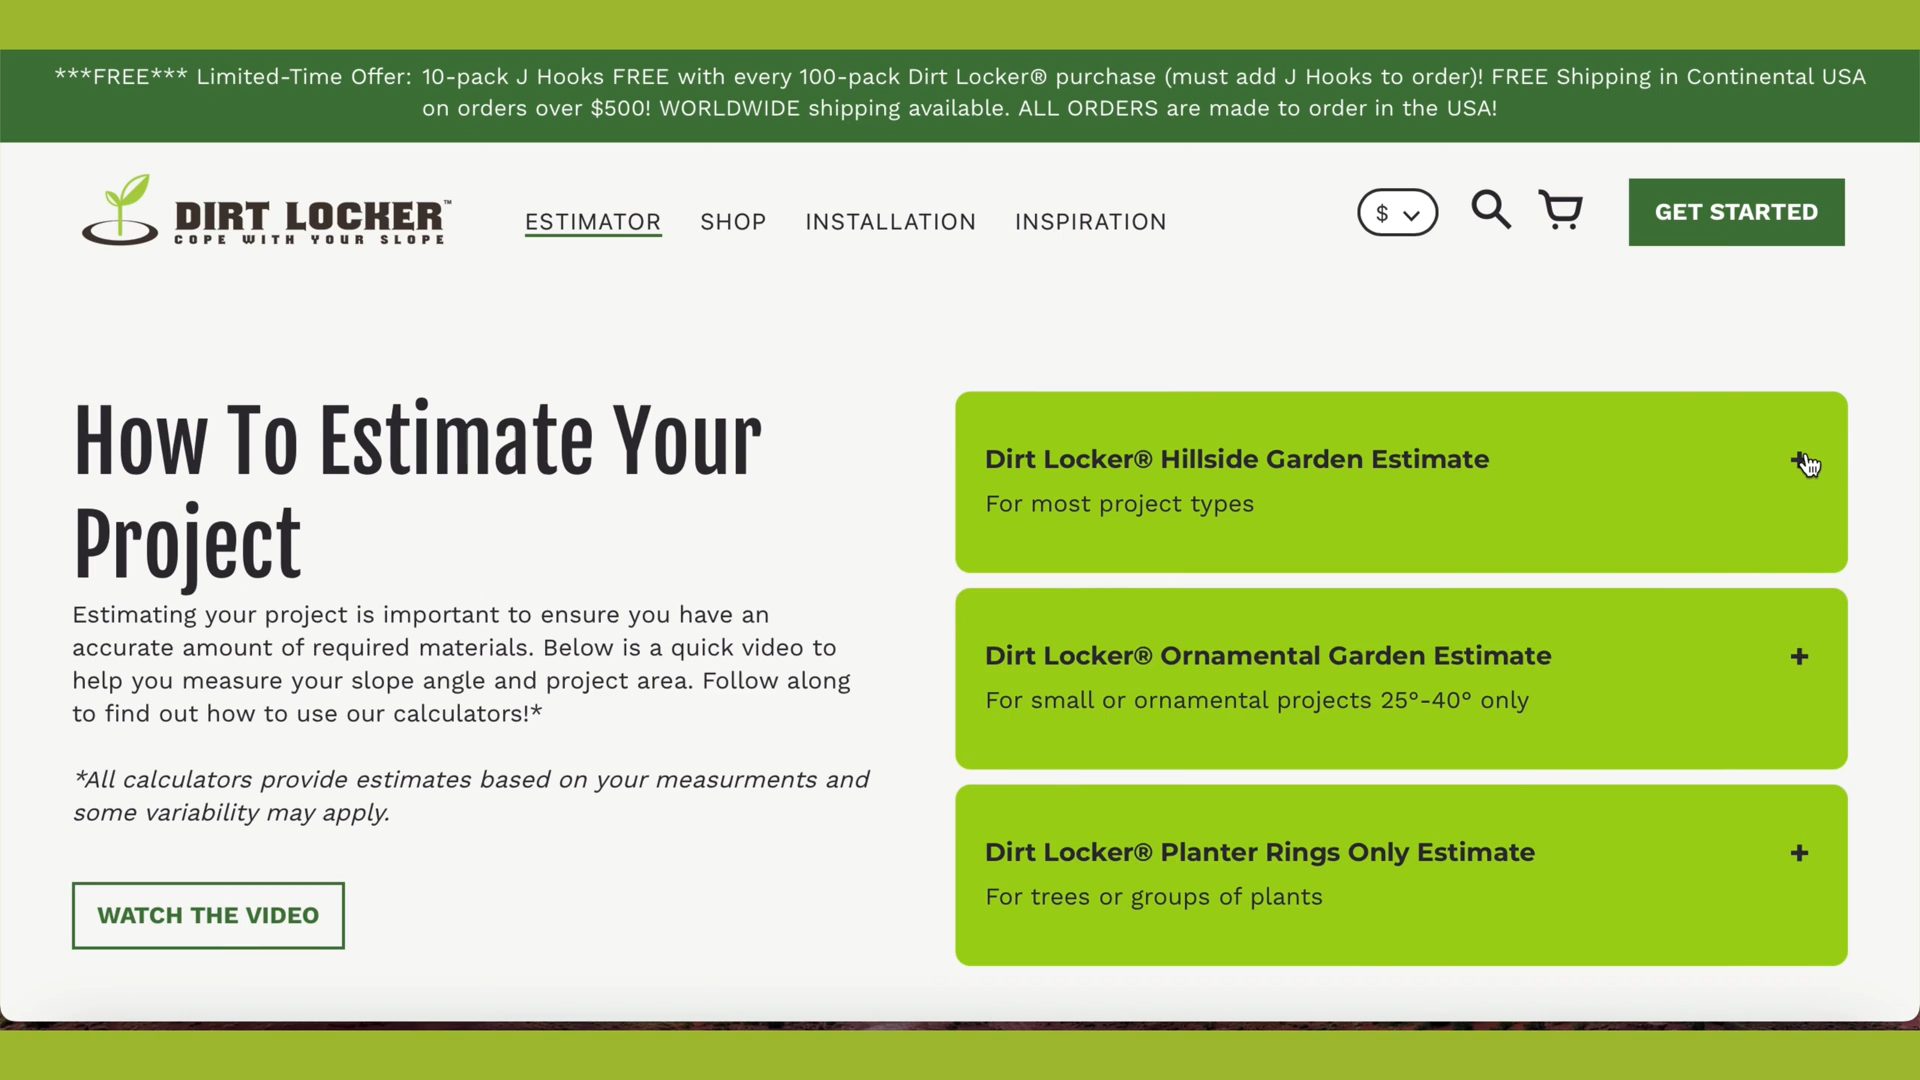 ***FREE*** Limited-Time Offer: 10-pack J Hooks FREE with every 100-pack Dirt Locker® purchase (must add J Hooks to order)! FREE Shipping in Continental USA
on orders over $500! WORLDWIDE shipping available. ALL ORDERS are made to order in the USA!
DIRT LOCKER™
COPE WITH YOUR SLOPE
ESTIMATOR SHOP INSTALLATION INSPIRATION
$
GET STARTED
How To Estimate Your
Project
Estimating your project is important to ensure you have an
accurate amount of required materials. Below is a quick video to
help you measure your slope angle and project area. Follow along
to find out how to use our calculators!*
*All calculators provide estimates based on your measurments and
some variability may apply.
WATCH THE VIDEO
Dirt Locker® Hillside Garden Estimate +
For most project types
Dirt Locker® Ornamental Garden Estimate +
For small or ornamental projects 25°-40° only
Dirt Locker® Planter Rings Only Estimate +
For trees or groups of plants